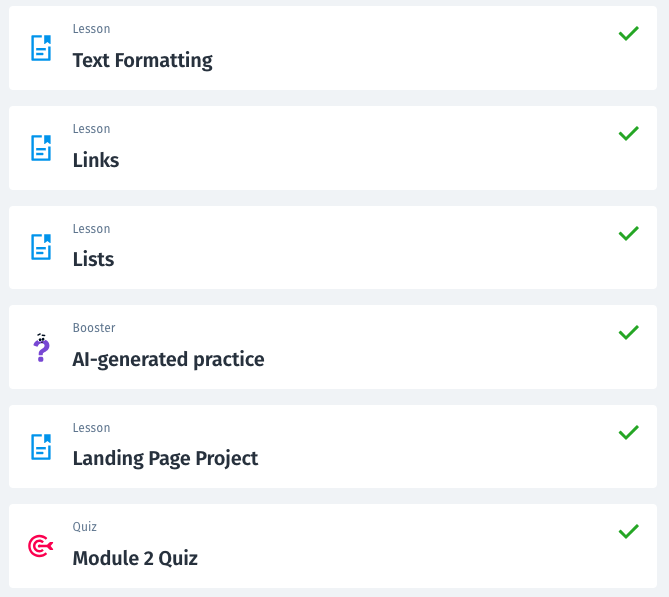 Lesson
Text Formatting
Lesson
Links
Lesson
Lists
Booster
AI-generated practice
Lesson
Landing Page Project
Quiz
Module 2 Quiz